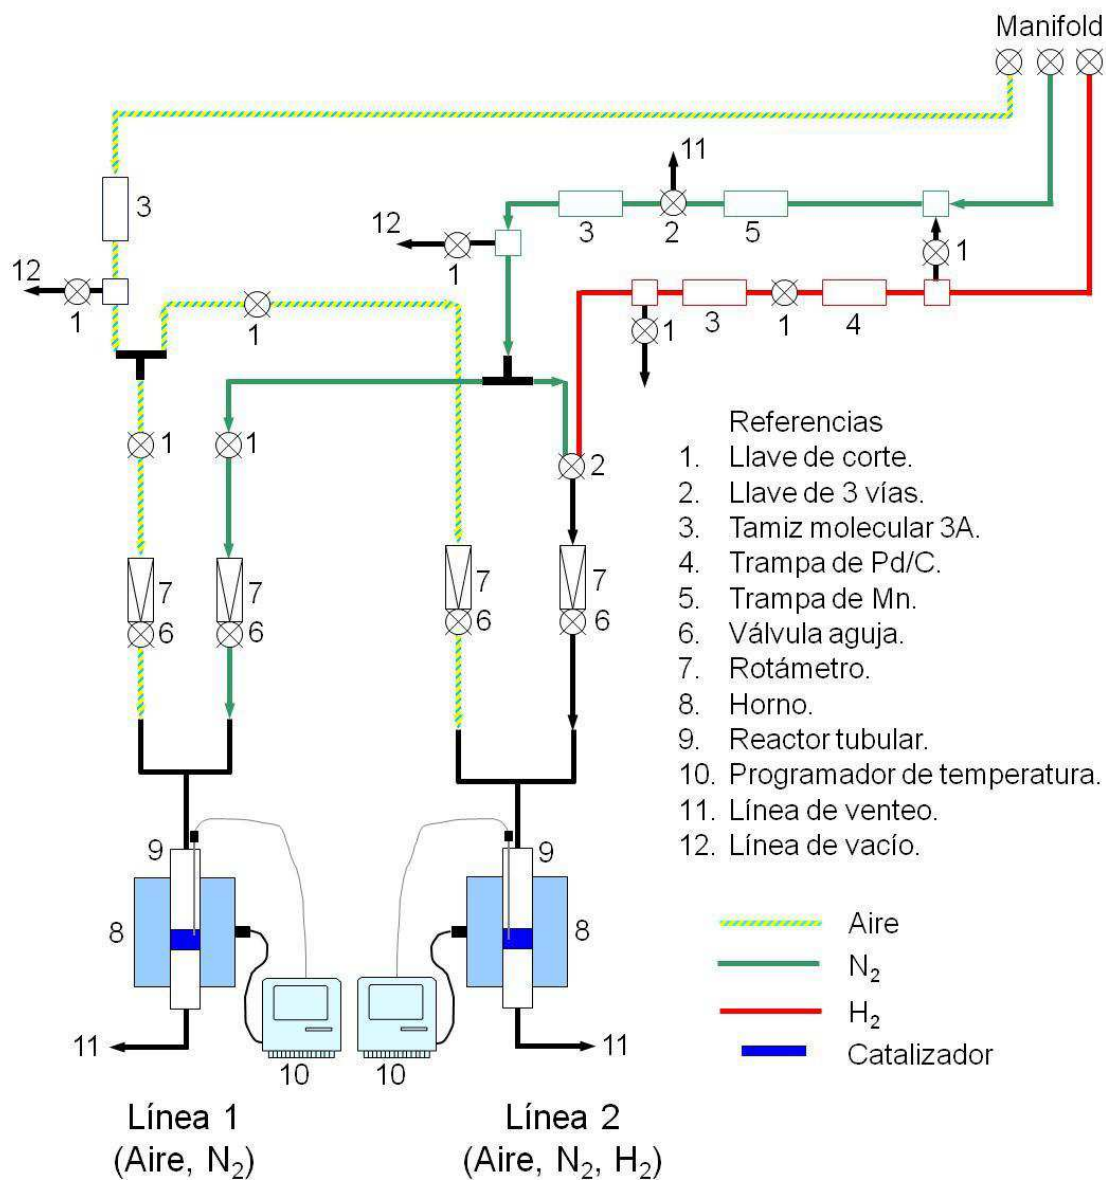 Manifold
11
3
12
3
2
5
12
1
1
1
1
1
3
1
4
Referencias
1. Llave de corte.
2. Llave de 3 vías.
3. Tamiz molecular 3A.
4. Trampa de Pd/C.
5. Trampa de Mn.
6. Válvula aguja.
7. Rotámetro.
8. Horno.
9. Reactor tubular.
10. Programador de temperatura.
11. Línea de venteo.
12. Línea de vacío.
1
1
2
7
7
7
7
6
6
6
6
9
9
8
8
Aire
N₂
H₂
Catalizador
11
10
10
11
Línea 1
(Aire, N₂)
Línea 2
(Aire, N₂, H₂)